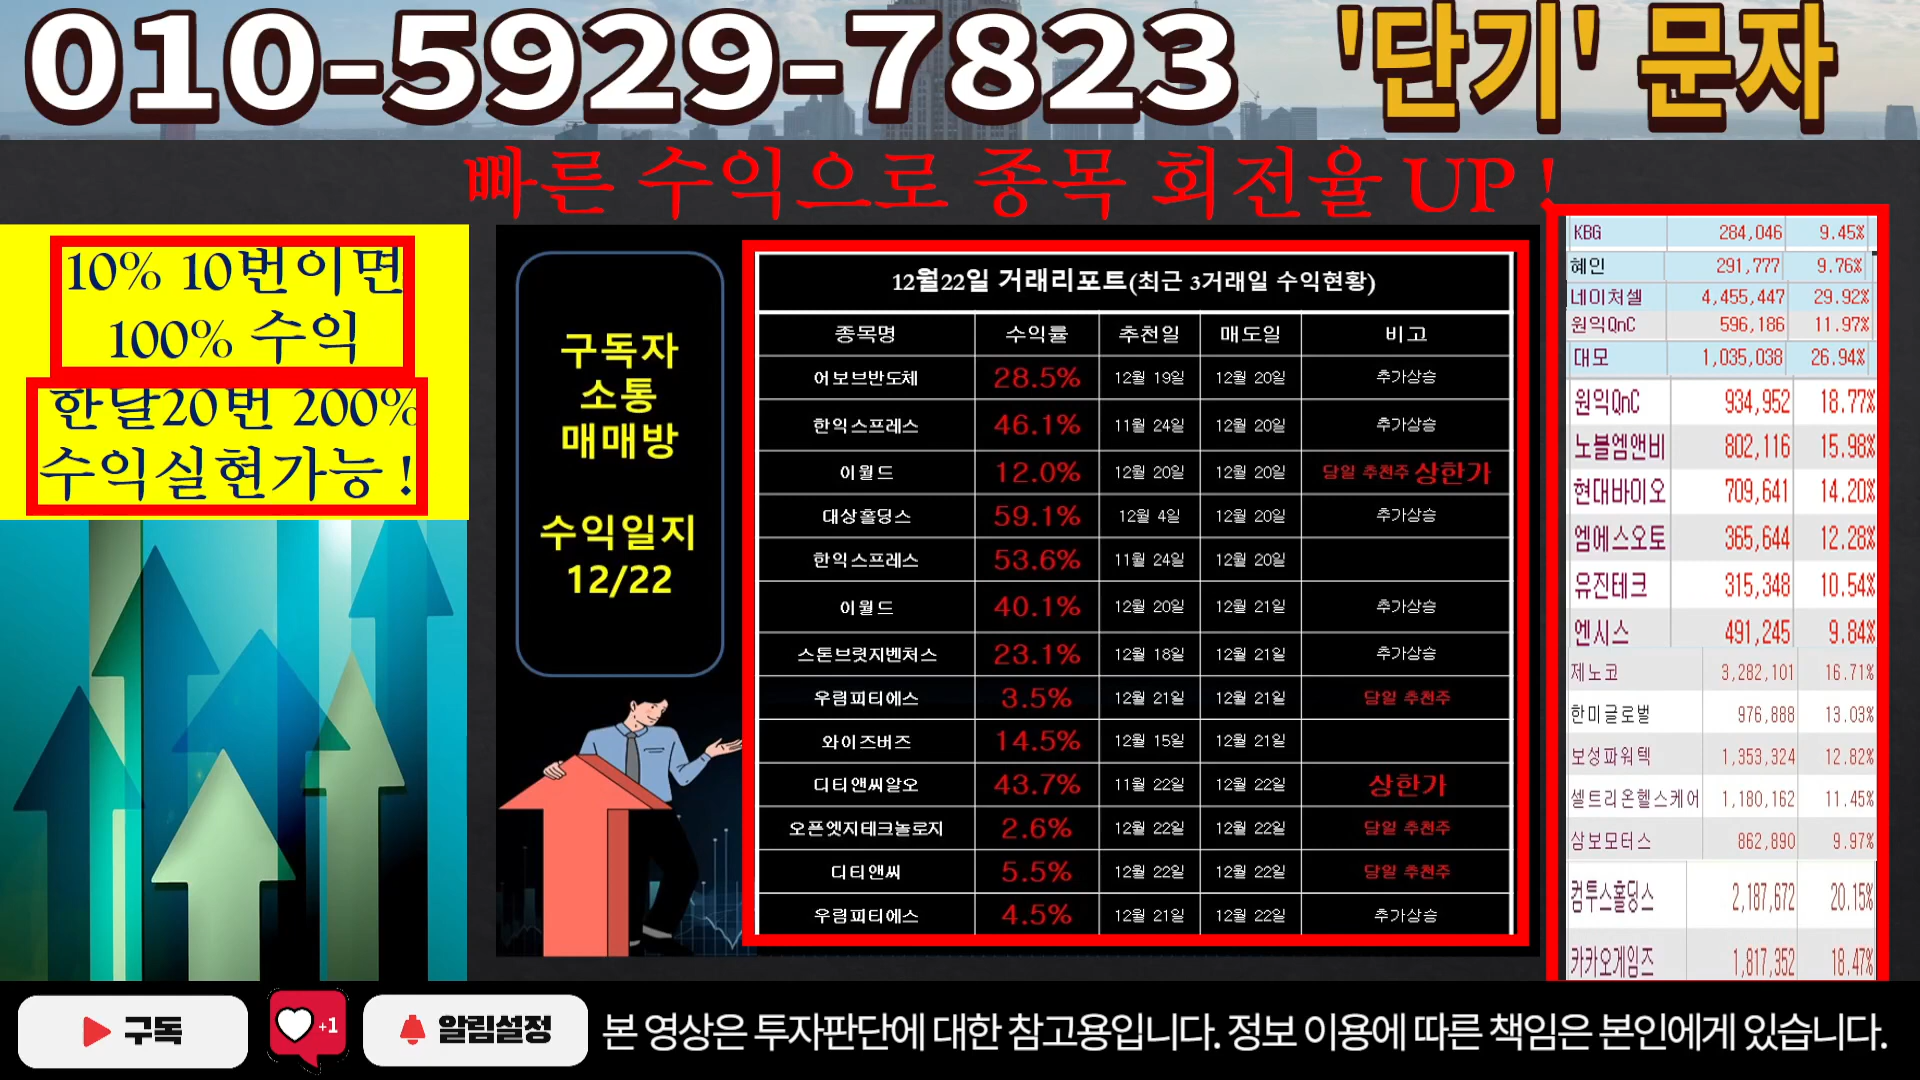 010-5929-7823 '단기' 문자
빠른 수익으로 종목 회전율 UP !
10% 10번이면
100% 수익
한달20번 200%
수익실현가능 !
구독자
소통
매매방
수익일지
12/22
12월22일 거래리포트(최근 3거래일 수익현황)
종목명 수익률 추천일 매도일 비고
어보브반도체 28.5% 12월 19일 12월 20일 추가상승
한익스프레스 46.1% 11월 24일 12월 20일 추가상승
이월드 12.0% 12월 20일 12월 20일 당일 추천주 상한가
대상홀딩스 59.1% 12월 4일 12월 20일 추가상승
한익스프레스 53.6% 11월 24일 12월 20일
이월드 40.1% 12월 20일 12월 21일 추가상승
스톤브릿지벤처스 23.1% 12월 18일 12월 21일 추가상승
우림피티에스 3.5% 12월 21일 12월 21일 당일 추천주
와이즈버즈 14.5% 12월 15일 12월 21일
디티앤씨알오 43.7% 11월 22일 12월 22일 상한가
오픈엣지테크놀로지 2.6% 12월 22일 12월 22일 당일 추천주
디티앤씨 5.5% 12월 22일 12월 22일 당일 추천주
우림피티에스 4.5% 12월 21일 12월 22일 추가상승
KBG 284,046 9.45%
혜인 291,777 9.76%
네이처셀 4,455,447 29.92%
원익QnC 596,186 11.97%
대모 1,035,038 26.94%
원익QnC 934,952 18.77%
노블엠앤비 802,116 15.98%
현대바이오 709,641 14.20%
엠에스오토 365,644 12.28%
유진테크 315,348 10.54%
엔시스 491,245 9.84%
제노코 3,282,101 16.71%
한미글로벌 976,888 13.03%
보성파워텍 1,353,324 12.82%
셀트리온헬스케어 1,180,162 11.45%
상보모터스 862,890 9.97%
컴투스홀딩스 2,187,672 20.15%
카카오게임즈 1,817,352 18.47%
구독 +1 알림설정 본 영상은 투자판단에 대한 참고용입니다. 정보 이용에 따른 책임은 본인에게 있습니다.